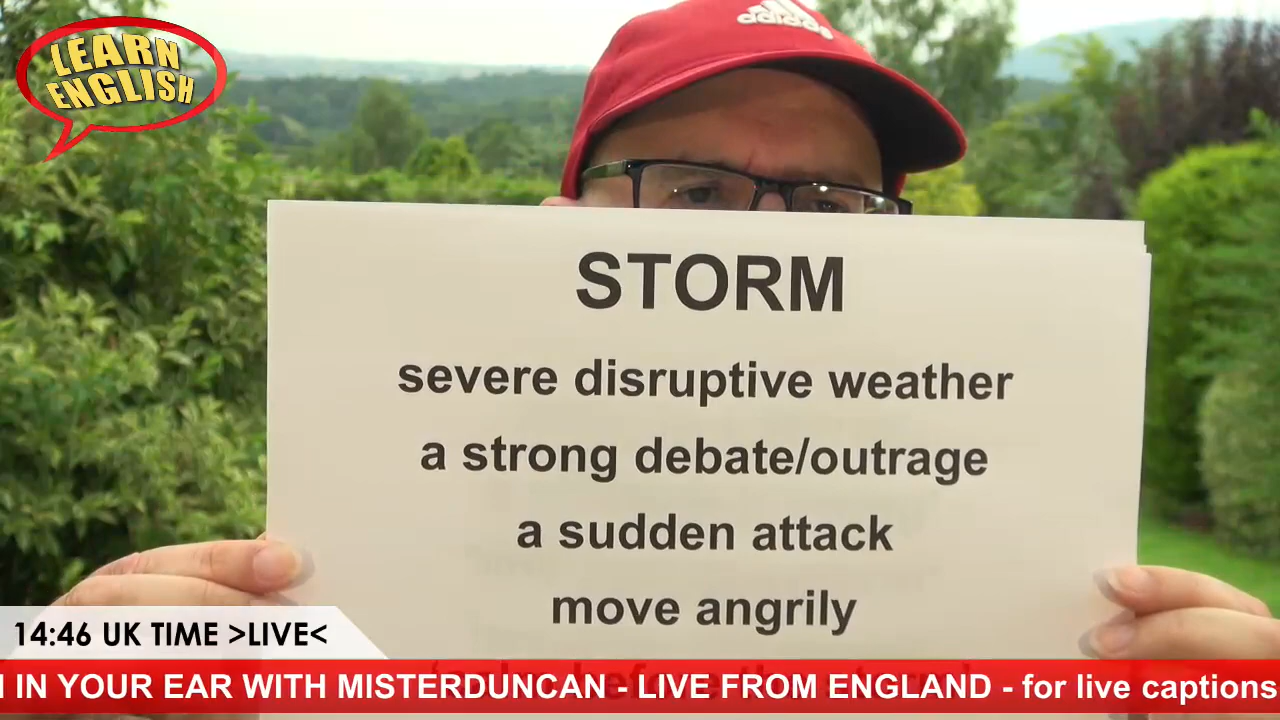 LEARN
ENGLISH
adidas
STORM
severe disruptive weather
a strong debate/outrage
a sudden attack
move angrily
14:46 UK TIME >LIVE<
IN YOUR EAR WITH MISTERDUNCAN - LIVE FROM ENGLAND - for live captions